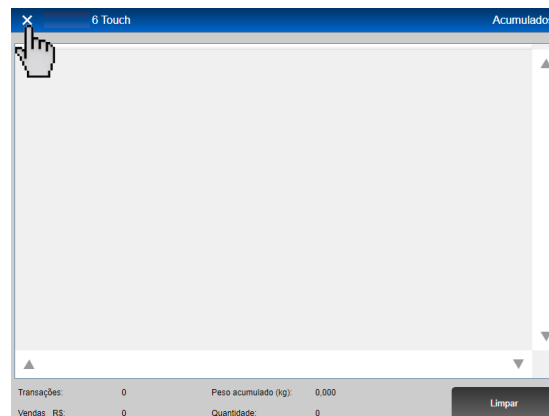 6 Touch Acumulados
Transações: 0 Peso acumulado (kg): 0,000
Vendas R$: 0 Quantidade: 0
Limpar